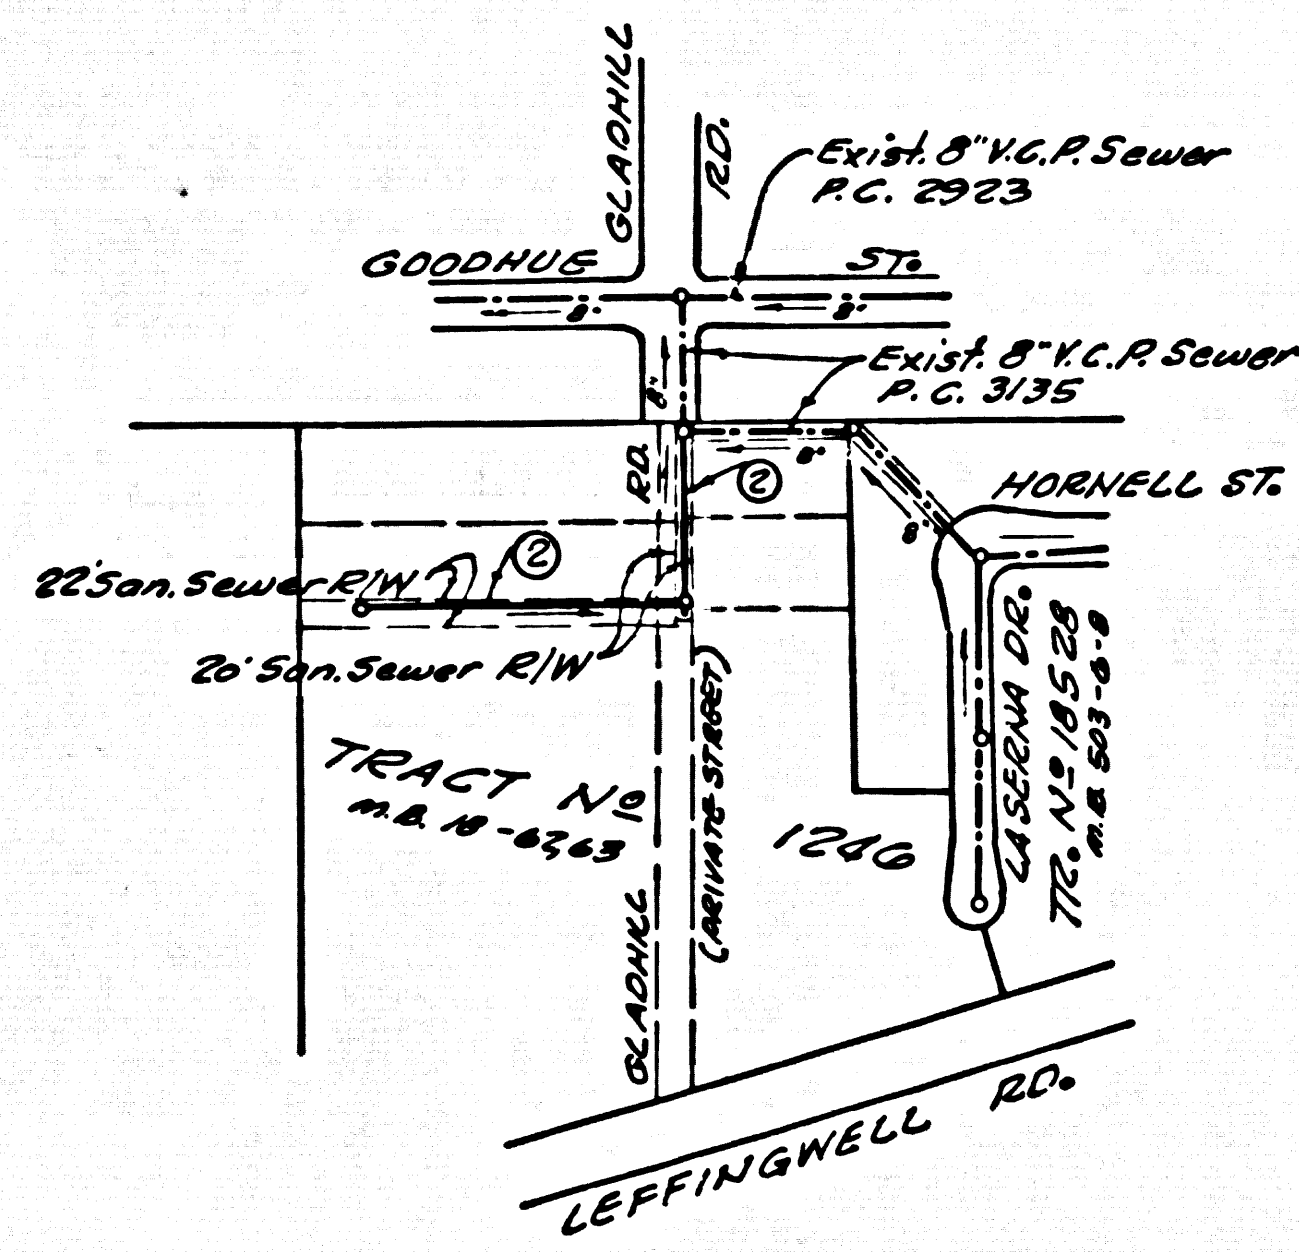 GLADHILL
RD.
Exist. 8" V.C.P. Sewer
P.C. 2923
GOODHUE
ST.
8"
8"
Exist. 8" V.C.P. Sewer
P.C. 3135
8"
RD.
8"
2
HORNELL ST.
8"
2
22' San. Sewer R/W
20' San. Sewer R/W
(PRIVATE STREET)
LA SERNA DR.
TR. No 18528
M.B. 503-6-8
TRACT No
1246
M.B. 18-62,63
GLADHILL
LEFFINGWELL RD.